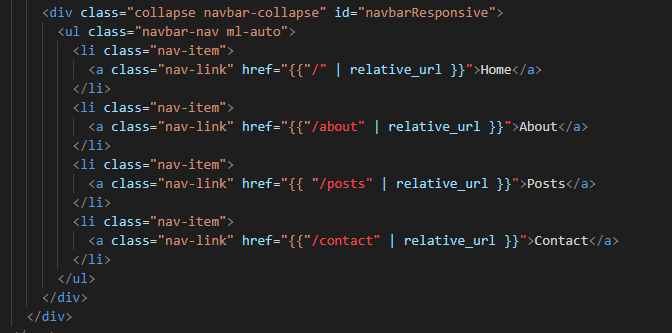 <div class="collapse navbar-collapse" id="navbarResponsive">
<ul class="navbar-nav ml-auto">
<li class="nav-item">
<a class="nav-link" href="{{"/" | relative_url }}">Home</a>
</li>
<li class="nav-item">
<a class="nav-link" href="{{"/about" | relative_url }}">About</a>
</li>
<li class="nav-item">
<a class="nav-link" href="{{ "/posts" | relative_url }}">Posts</a>
</li>
<li class="nav-item">
<a class="nav-link" href="{{"/contact" | relative_url }}">Contact</a>
</li>
</ul>
</div>
</div>